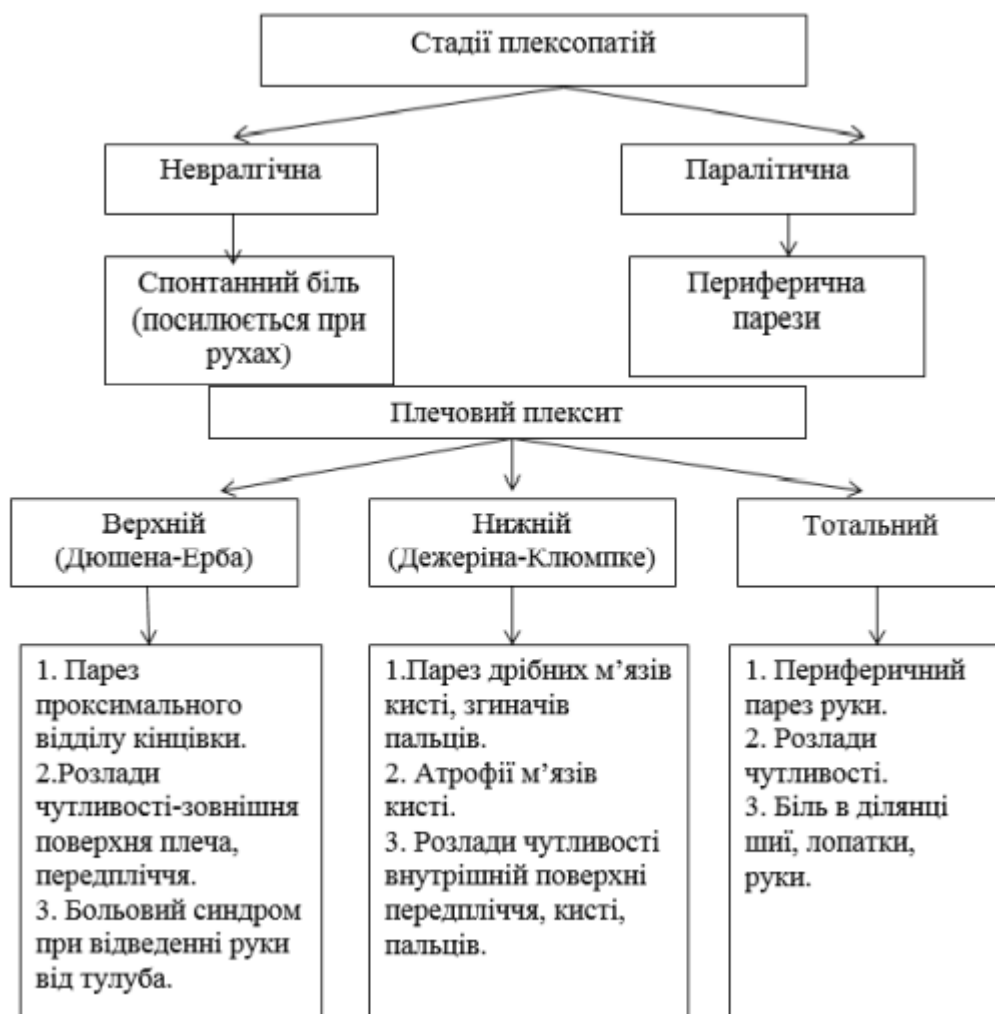 Стадії плексопатій
Невралгічна
Паралітична
Спонтанний біль
(посилюється при
рухах)
Периферична
парези
Плечовий плексит
Верхній
(Дюшена-Ерба)
Нижній
(Дежеріна-Клюмпке)
Тотальний
1. Парез
проксимального
відділу кінцівки.
2.Розлади
чутливості-зовнішня
поверхня плеча,
передпліччя.
3. Больовий синдром
при відведенні руки
від тулуба.
1.Парез дрібних м’язів
кисті, згиначів
пальців.
2. Атрофії м’язів
кисті.
3. Розлади чутливості
внутрішній поверхні
передпліччя, кисті,
пальців.
1. Периферичний
парез руки.
2. Розлади
чутливості.
3. Біль в ділянці
шиї, лопатки,
руки.